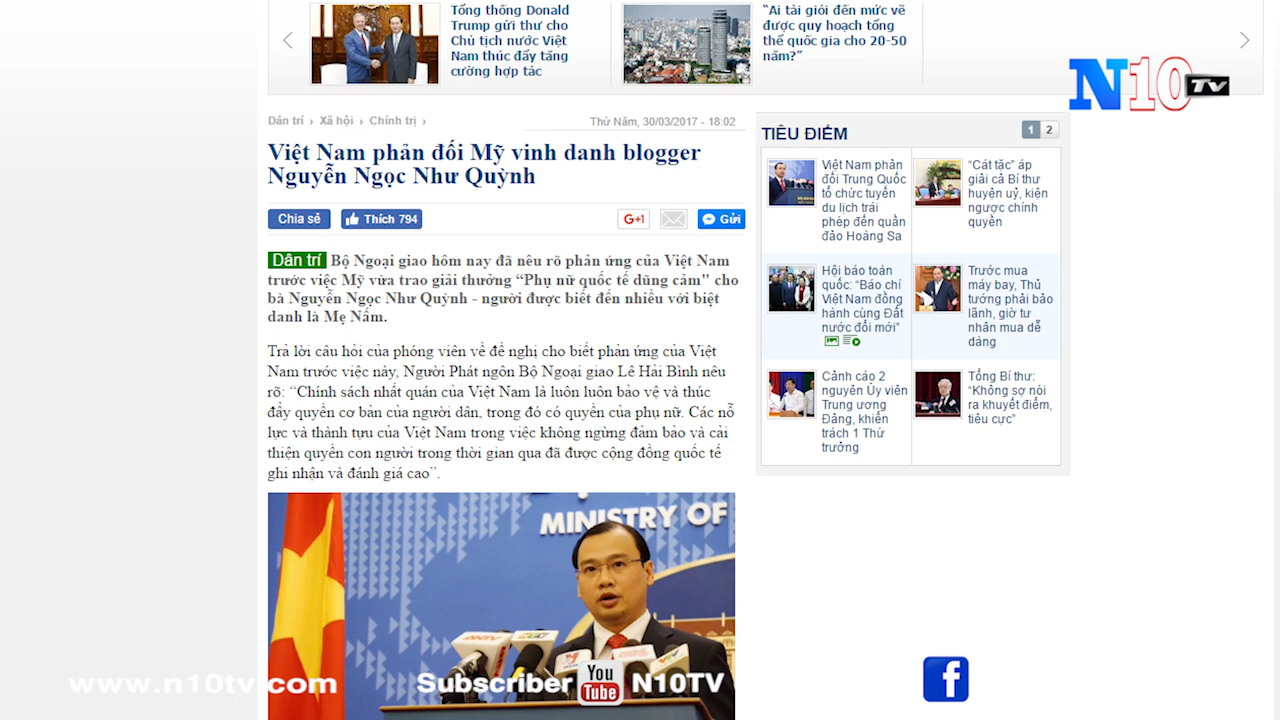 Tổng thống Donald
Trump gửi thư cho
Chủ tịch nước Việt
Nam thúc đẩy tăng
cường hợp tác
“Ai tài giỏi đến mức vẽ
được quy hoạch tổng
thể quốc gia cho 20-50
năm?”
N10 TV
Dân trí › Xã hội › Chính trị ›
Thứ Năm, 30/03/2017 - 18:02
Việt Nam phản đối Mỹ vinh danh blogger
Nguyễn Ngọc Như Quỳnh
Chia sẻ
Thích 794
G+1
Gửi
Dân trí Bộ Ngoại giao hôm nay đã nêu rõ phản ứng của Việt Nam
trước việc Mỹ vừa trao giải thưởng “Phụ nữ quốc tế dũng cảm" cho
bà Nguyễn Ngọc Như Quỳnh - người được biết đến nhiều với biệt
danh là Mẹ Nấm.
Trả lời câu hỏi của phóng viên về đề nghị cho biết phản ứng của Việt
Nam trước việc này, Người Phát ngôn Bộ Ngoại giao Lê Hải Bình nêu
rõ: “Chính sách nhất quán của Việt Nam là luôn luôn bảo vệ và thúc
đẩy quyền cơ bản của người dân, trong đó có quyền của phụ nữ. Các nỗ
lực và thành tựu của Việt Nam trong việc không ngừng đảm bảo và cải
thiện quyền con người trong thời gian qua đã được cộng đồng quốc tế
ghi nhận và đánh giá cao”.
TIÊU ĐIỂM
1 2
Việt Nam phản
đối Trung Quốc
tổ chức tuyến
du lịch trái
phép đến quần
đảo Hoàng Sa
“Cát tặc” áp
giải cả Bí thư
huyện uỷ, kiện
ngược chính
quyền
Hội báo toàn
quốc: “Báo chí
Việt Nam đồng
hành cùng Đất
nước đổi mới”
Trước mua
máy bay, Thủ
tướng phải bảo
lãnh, giờ tư
nhân mua dễ
dàng
Cảnh cáo 2
nguyên Ủy viên
Trung ương
Đảng, khiển
trách 1 Thứ
trưởng
Tổng Bí thư:
“Không sợ nói
ra khuyết điểm,
tiêu cực”
MINISTRY OF
ANTV
www.n10tv.com
Subscriber You Tube N10TV
f